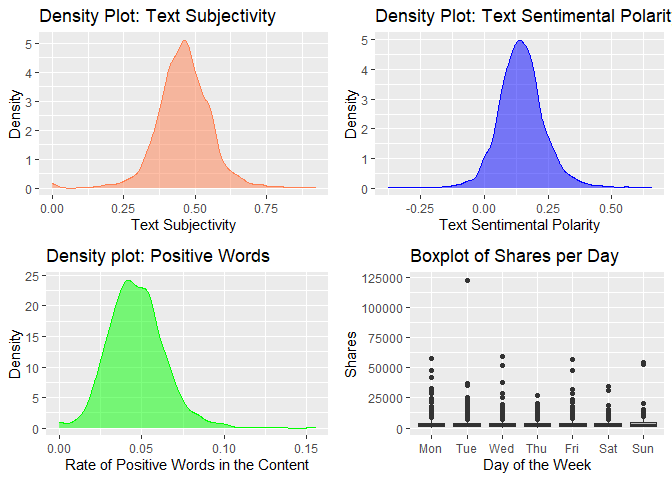 Density Plot: Text Subjectivity
Density
5
4
3
2
1
0
0.00 0.25 0.50 0.75
Text Subjectivity
Density Plot: Text Sentimental Polarit
Density
5
4
3
2
1
0
-0.25 0.00 0.25 0.50
Text Sentimental Polarity
Density plot: Positive Words
Density
25
20
15
10
5
0
0.00 0.05 0.10 0.15
Rate of Positive Words in the Content
Boxplot of Shares per Day
Shares
125000
100000
75000
50000
25000
0
Mon Tue Wed Thu Fri Sat Sun
Day of the Week